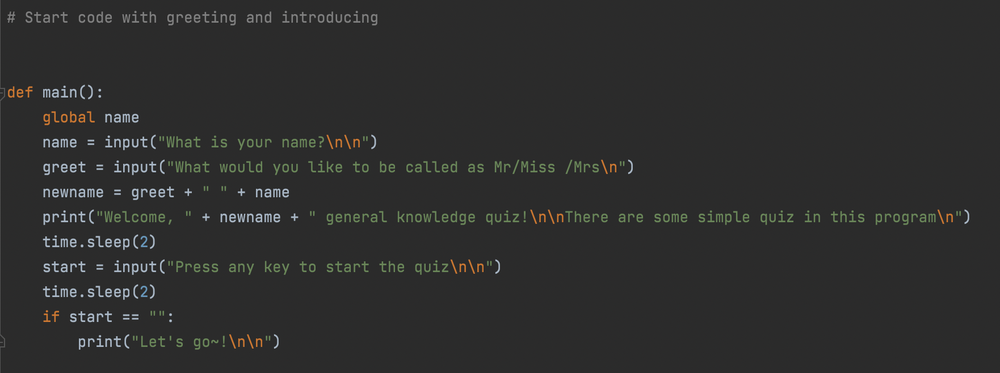 # Start code with greeting and introducing
def main():
    global name
    name = input("What is your name?\n\n")
    greet = input("What would you like to be called as Mr/Miss /Mrs\n")
    newname = greet + " " + name
    print("Welcome, " + newname + " general knowledge quiz!\n\nThere are some simple quiz in this program\n")
    time.sleep(2)
    start = input("Press any key to start the quiz\n\n")
    time.sleep(2)
    if start == "":
        print("Let's go~!\n\n")